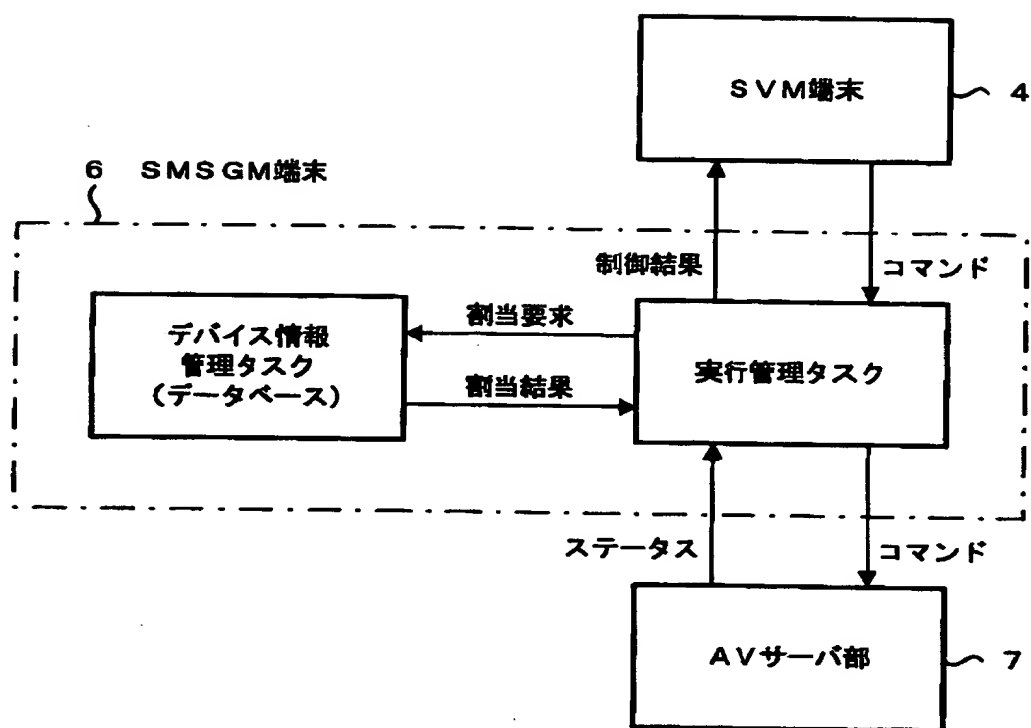 SVM端末
4
6 SMSGM端末
制御結果
コマンド
デバイス情報
管理タスク
(データベース)
割当要求
割当結果
実行管理タスク
ステータス
コマンド
AVサーバ部
7